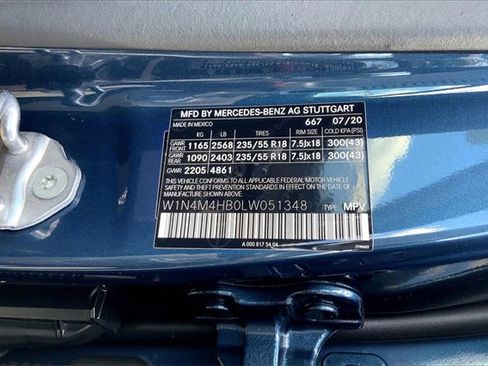 MFD BY MERCEDES-BENZ AG STUTTGART
MADE IN MEXICO 667 07/20
KG LB TIRES RIM SIZE COLD KPA (PSI)
GAWR FRONT 1165 2568 235/55 R18 7.5Jx18 300(43)
GAWR REAR 1090 2403 235/55 R18 7.5Jx18 300(43)
GVWR 2205 4861
THIS VEHICLE CONFORMS TO ALL APPLICABLE FEDERAL MOTOR VEHICLE
SAFETY STANDARDS IN EFFECT ON THE DATE OF MANUFACTURE SHOWN ABOVE.
W1N4M4HB0LW051348 TYPE MPV
A 000 817 54 04